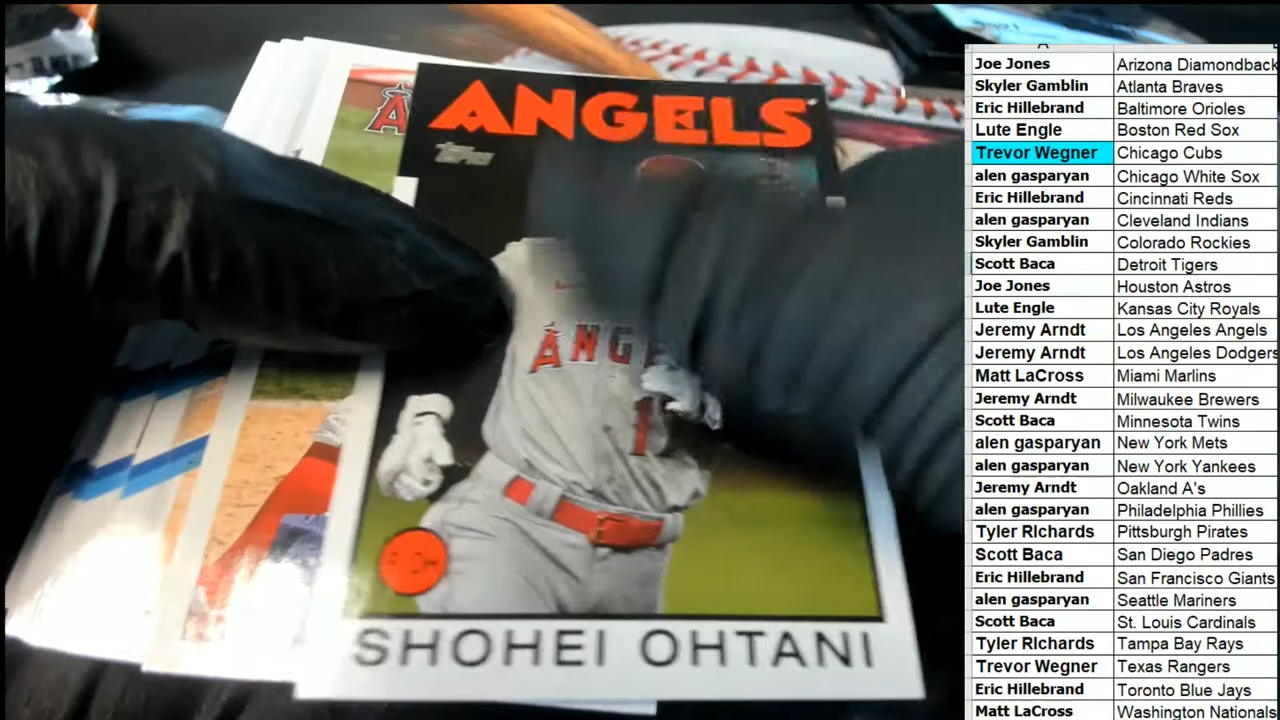 ANGELS
Topps
ANGE
1
SHOHEI OHTANI
Joe Jones Arizona Diamondback
Skyler Gamblin Atlanta Braves
Eric Hillebrand Baltimore Orioles
Lute Engle Boston Red Sox
Trevor Wegner Chicago Cubs
alen gasparyan Chicago White Sox
Eric Hillebrand Cincinnati Reds
alen gasparyan Cleveland Indians
Skyler Gamblin Colorado Rockies
Scott Baca Detroit Tigers
Joe Jones Houston Astros
Lute Engle Kansas City Royals
Jeremy Arndt Los Angeles Angels
Jeremy Arndt Los Angeles Dodgers
Matt LaCross Miami Marlins
Jeremy Arndt Milwaukee Brewers
Scott Baca Minnesota Twins
alen gasparyan New York Mets
alen gasparyan New York Yankees
Jeremy Arndt Oakland A's
alen gasparyan Philadelphia Phillies
Tyler RIchards Pittsburgh Pirates
Scott Baca San Diego Padres
Eric Hillebrand San Francisco Giants
alen gasparyan Seattle Mariners
Scott Baca St. Louis Cardinals
Tyler RIchards Tampa Bay Rays
Trevor Wegner Texas Rangers
Eric Hillebrand Toronto Blue Jays
Matt LaCross Washington Nationals